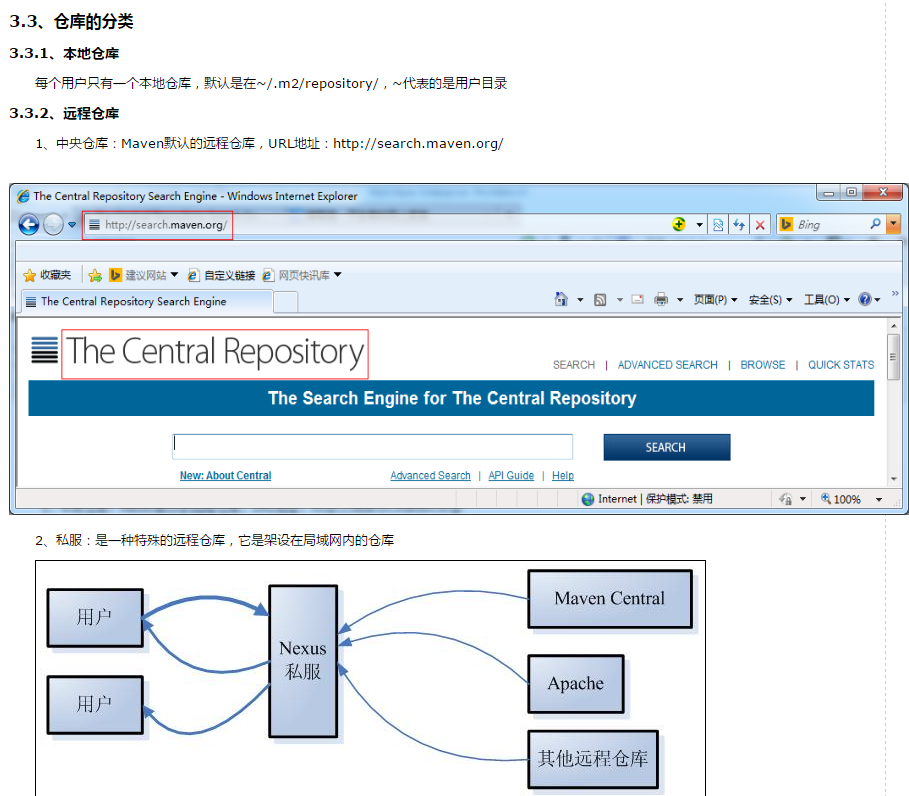 3.3、仓库的分类
3.3.1、本地仓库
每个用户只有一个本地仓库，默认是在~/.m2/repository/，~代表的是用户目录
3.3.2、远程仓库
1、中央仓库：Maven默认的远程仓库，URL地址：http://search.maven.org/
The Central Repository Search Engine - Windows Internet Explorer
http://search.maven.org/
Bing
收藏夹 建议网站 自定义链接 网页快讯库
The Central Repository Search Engine
页面(P) 安全(S) 工具(O) »
The Central Repository
SEARCH | ADVANCED SEARCH | BROWSE | QUICK STATS
The Search Engine for The Central Repository
SEARCH
New: About Central Advanced Search | API Guide | Help
Internet | 保护模式: 禁用 100%
2、私服：是一种特殊的远程仓库，它是架设在局域网内的仓库
用户
用户
Nexus
私服
Maven Central
Apache
其他远程仓库